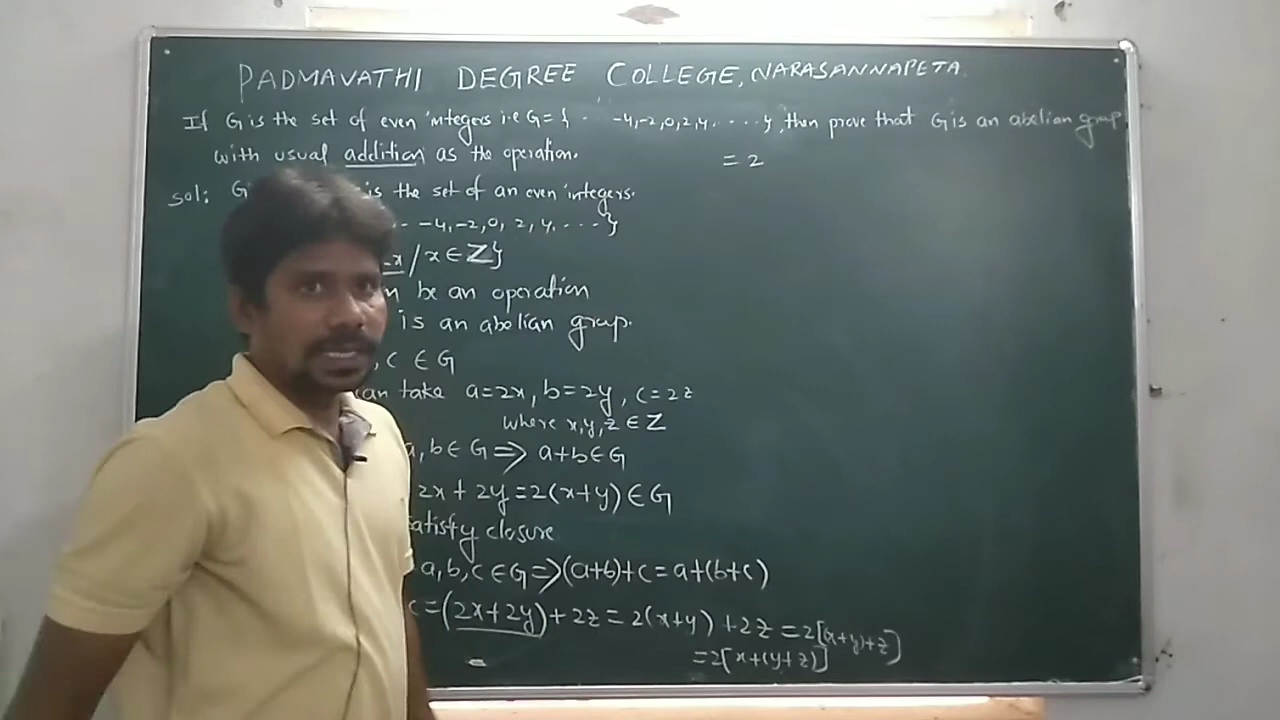 PADMAVATHI DEGREE COLLEGE, NARASANNAPETA
If G is the set of even integers i.e G = { · · -4,-2,0,2,4, · · · · }, then prove that G is an abelian group
with usual addition as the operation.
= 2
Sol: G is the set of an even integers.
· -4,-2,0, 2, 4, · · · }
x / x ∈ Z}
n be an operation
is an abelian group.
, c ∈ G
can take a=2x, b=2y, c=2z
where x,y,z ∈ Z
a, b ∈ G ⇒ a+b ∈ G
2x + 2y = 2(x+y) ∈ G
satisfy closure
a, b, c ∈ G ⇒ (a+b)+c = a+(b+c)
c = (2x+2y)+2z = 2(x+y)+2z = 2[(x+y)+z]
= 2[x+(y+z)]